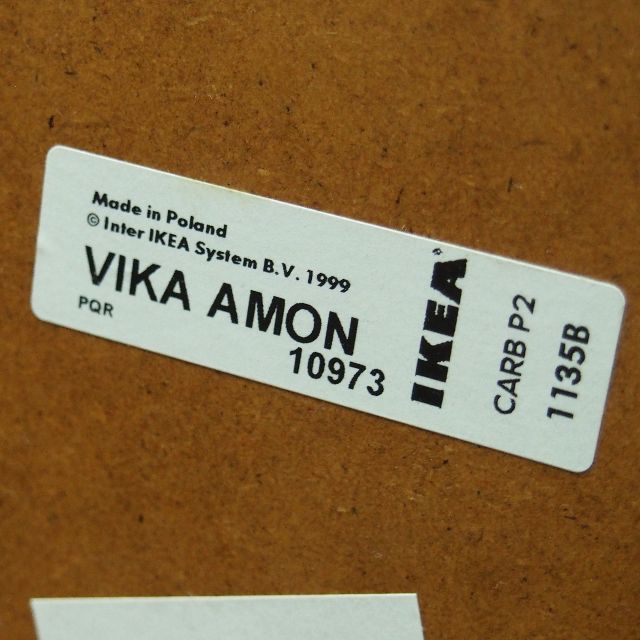 Made in Poland
© Inter IKEA System B.V. 1999
VIKA AMON
PQR
10973
IKEA®
CARB P2
1135B